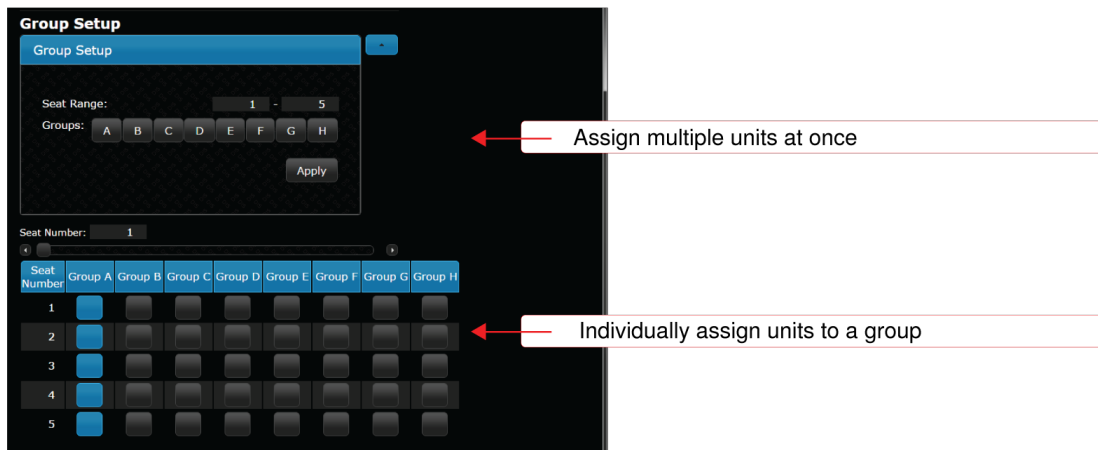 Group Setup
Group Setup
Seat Range: 1 - 5
Groups: A B C D E F G H
Apply
Assign multiple units at once
Seat Number: 1
Seat Number Group A Group B Group C Group D Group E Group F Group G Group H
1
2
Individually assign units to a group
3
4
5